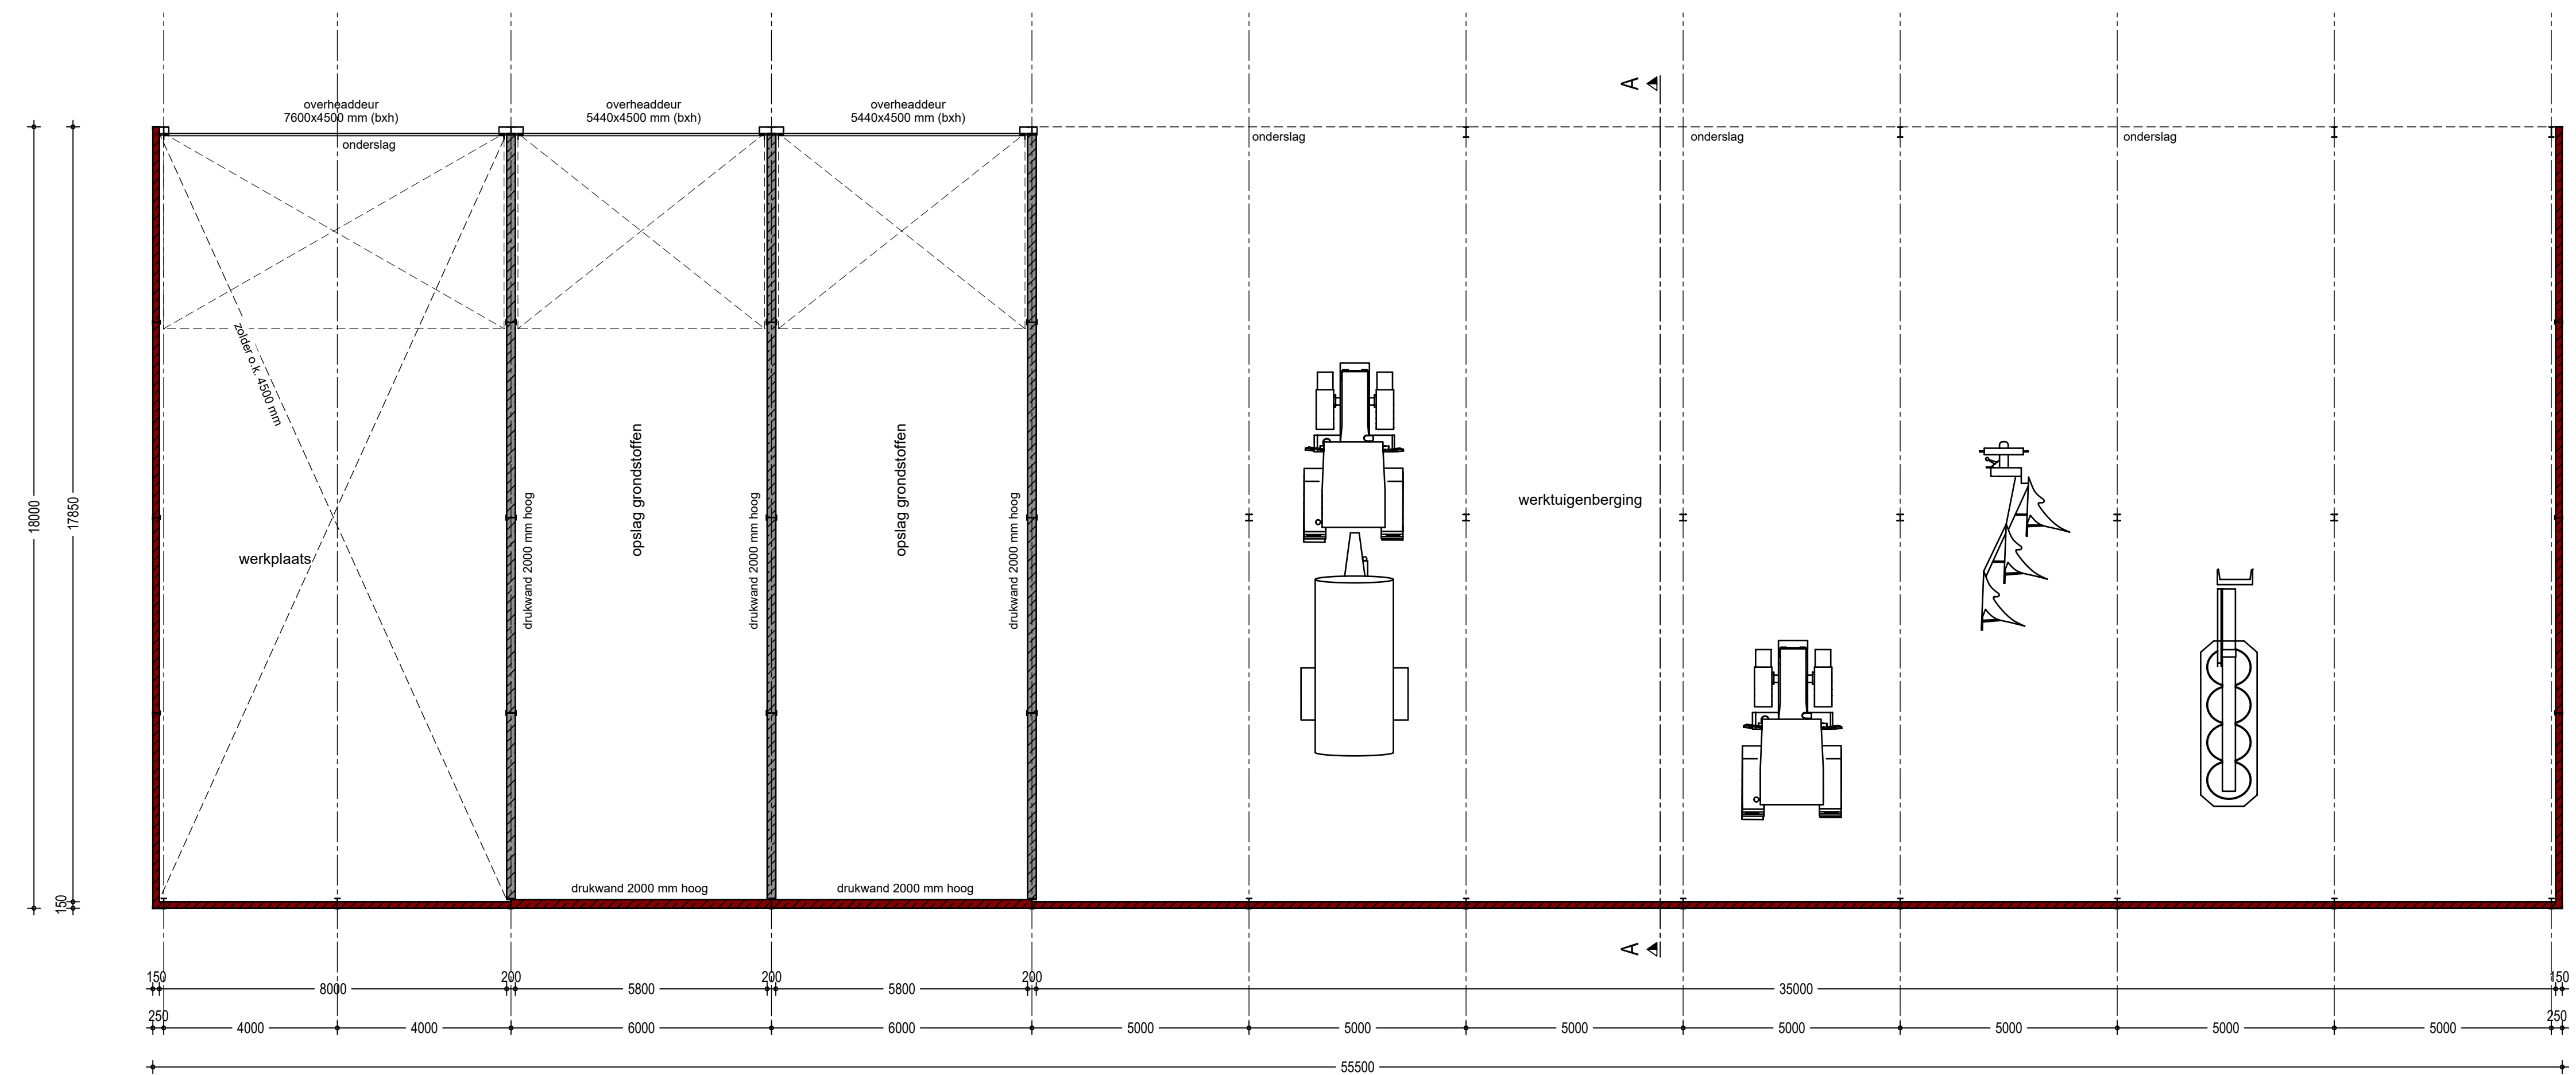 A
overheaddeur
7600x4500 mm (bxh)
overheaddeur
5440x4500 mm (bxh)
overheaddeur
5440x4500 mm (bxh)
onderslag
onderslag
onderslag
onderslag
zolder o.k. 4500 mm
werkplaats
drukwand 2000 mm hoog
opslag grondstoffen
drukwand 2000 mm hoog
opslag grondstoffen
drukwand 2000 mm hoog
werktuigenberging
18000
17850
150
drukwand 2000 mm hoog
drukwand 2000 mm hoog
A
150
200
200
200
150
8000
5800
5800
35000
250
250
4000
4000
6000
6000
5000
5000
5000
5000
5000
5000
5000
55500